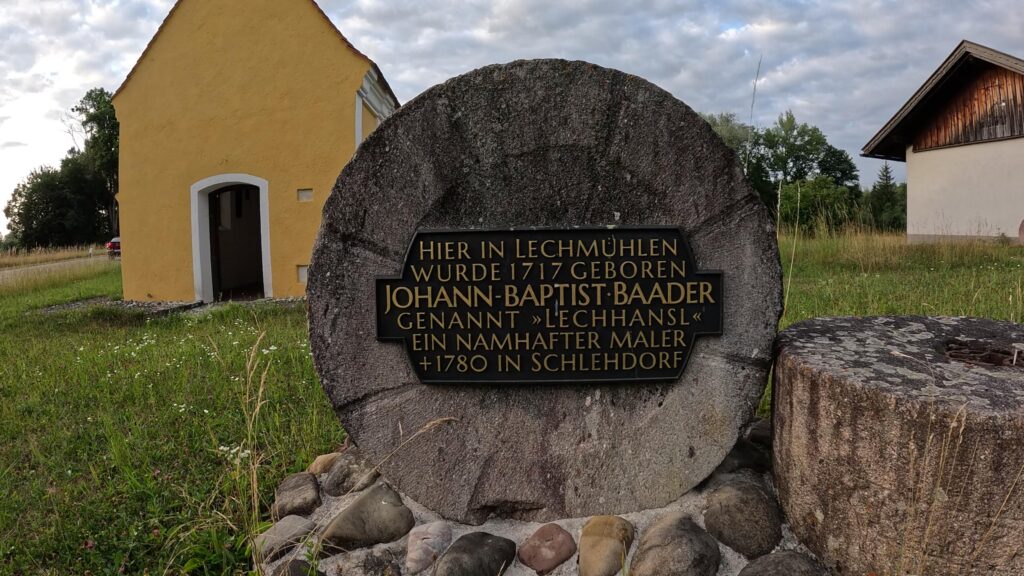 HIER IN LECHMÜHLEN
WURDE 1717 GEBOREN
JOHANN-BAPTIST·BAADER
GENANNT »LECHHANSL«
EIN NAMHAFTER MALER
+1780 IN SCHLEHDORF